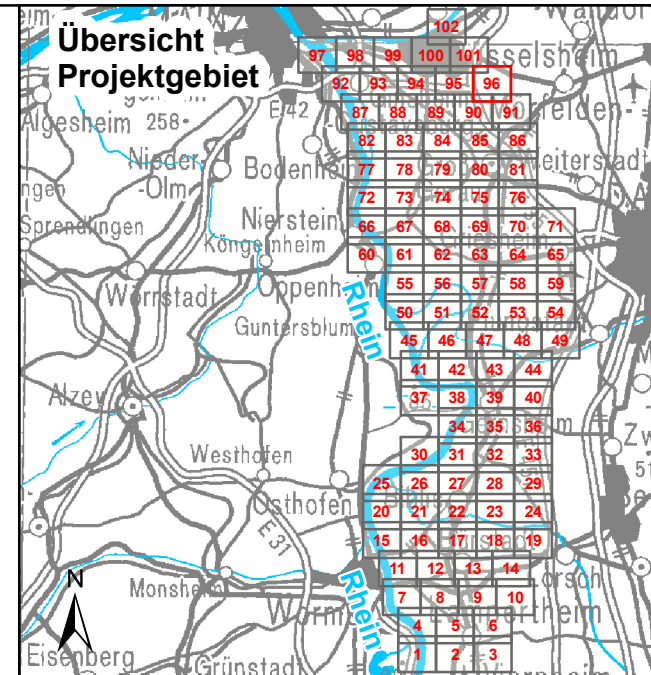 Übersicht
Projektgebiet
102
97 98 99 100 101
sselsheim
92 93 94 95 96
E 42
87 88 89 90 91
Algesheim 258
82 83 84 85 86
Nieder
-Olm
Bodenheim
77 78 79 80 81
eiterstadt
72 73 74 75 76
Sprendlingen
Nierstein
66 67 68 69 70 71
Köngernheim
60 61 62 63 64 65
Wörrstadt
Oppenh
55 56 57 58 59
Rhein
Guntersblum
50 51 52 53 54
45 46 47 48 49
41 42 43 44
Alzey
37 38 39 40
34 35 36
Westhofen
30 31 32 33
25 26 27 28 29
Osthofen
E 31
20 21 22 23 24
15 16 17 18 19
11 12 13 14
N
Monsheim
Rhein
Worms
7 8 9 10
orsch
ertheim
4 5 6
Eisenberg
Grünstadt
1 2 3